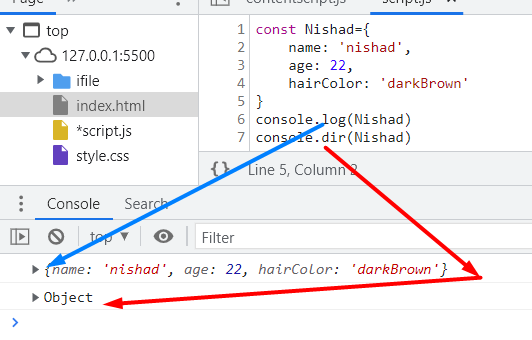 Page
contentscript.js
script.js
top
127.0.0.1:5500
ifile
index.html
*script.js
style.css
1 const Nishad={
2 name: 'nishad',
3 age: 22,
4 hairColor: 'darkBrown'
5 }
6 console.log(Nishad)
7 console.dir(Nishad)
{} Line 5, Column 2
Console Search
top Filter
{name: 'nishad', age: 22, hairColor: 'darkBrown'}
Object